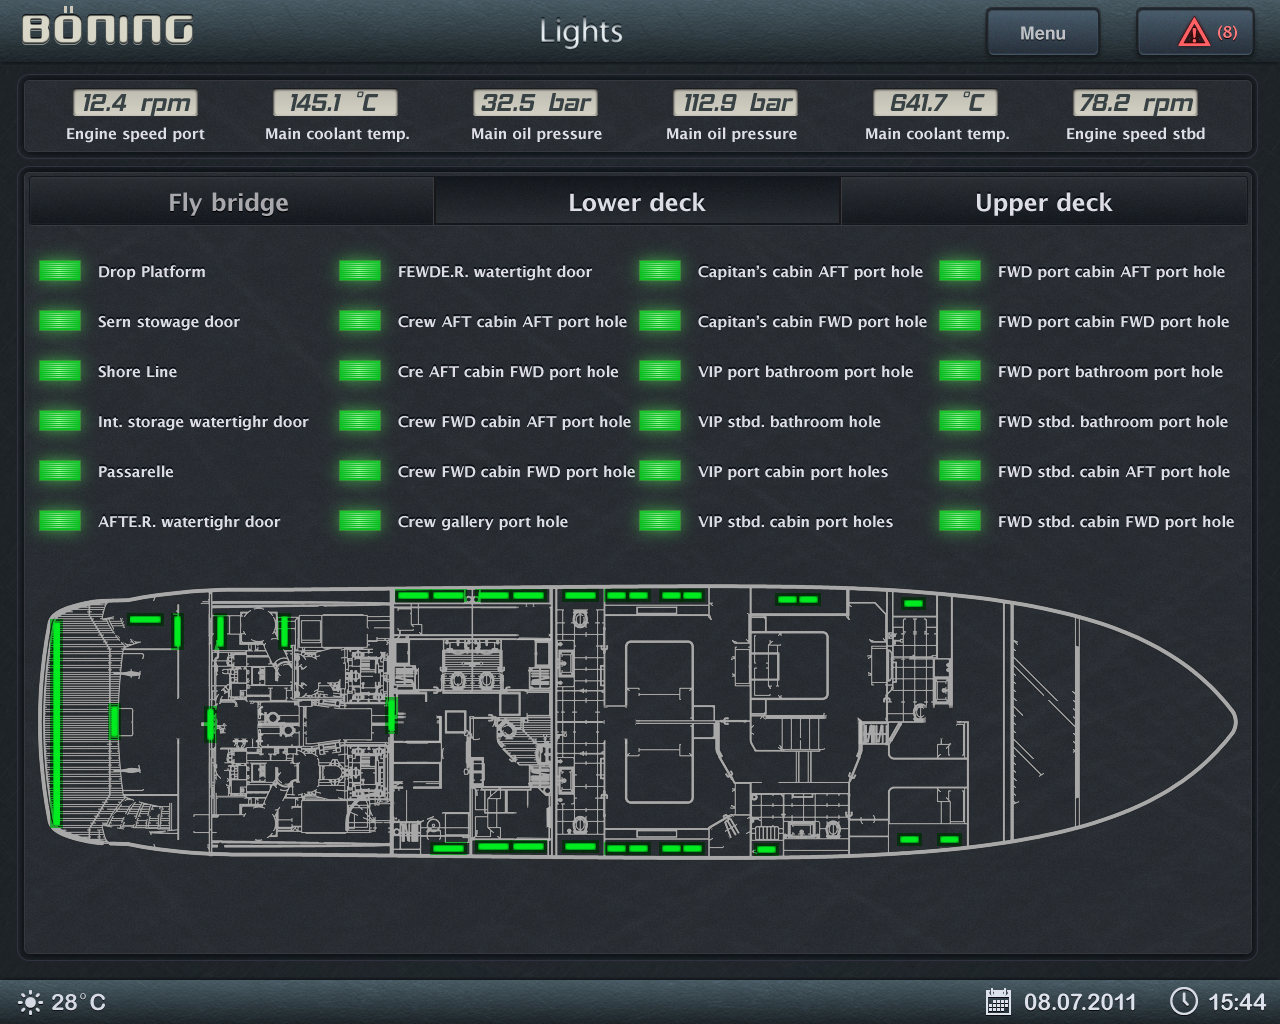 BÖNING
Lights
Menu
(8)
12.4 rpm
145.1 °C
32.5 bar
112.9 bar
641.7 °C
78.2 rpm
Engine speed port
Main coolant temp.
Main oil pressure
Main oil pressure
Main coolant temp.
Engine speed stbd
Fly bridge
Lower deck
Upper deck
Drop Platform
FEWDE.R. watertight door
Capitan's cabin AFT port hole
FWD port cabin AFT port hole
Sern stowage door
Crew AFT cabin AFT port hole
Capitan's cabin FWD port hole
FWD port cabin FWD port hole
Shore Line
Cre AFT cabin FWD port hole
VIP port bathroom port hole
FWD port bathroom port hole
Int. storage watertighr door
Crew FWD cabin AFT port hole
VIP stbd. bathroom hole
FWD stbd. bathroom port hole
Passarelle
Crew FWD cabin FWD port hole
VIP port cabin port holes
FWD stbd. cabin AFT port hole
AFTE.R. watertighr door
Crew gallery port hole
VIP stbd. cabin port holes
FWD stbd. cabin FWD port hole
28°C
08.07.2011
15:44